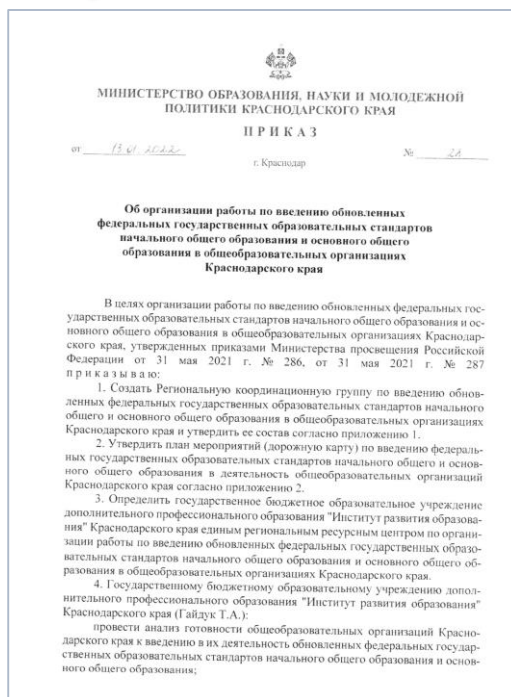 МИНИСТЕРСТВО ОБРАЗОВАНИЯ, НАУКИ И МОЛОДЕЖНОЙ
ПОЛИТИКИ КРАСНОДАРСКОГО КРАЯ
ПРИКАЗ
от 13.01.2022 №
г. Краснодар
Об организации работы по введению обновленных
федеральных государственных образовательных стандартов
начального общего образования и основного общего
образования в общеобразовательных организациях
Краснодарского края
В целях организации работы по введению обновленных федеральных гос-
ударственных образовательных стандартов начального общего образования и ос-
новного общего образования в общеобразовательных организациях Краснодар-
ского края, утвержденных приказами Министерства просвещения Российской
Федерации от 31 мая 2021 г. № 286, от 31 мая 2021 г. № 287
приказываю:
1. Создать Региональную координационную группу по введению обнов-
ленных федеральных государственных образовательных стандартов начального
общего и основного общего образования в общеобразовательных организациях
Краснодарского края и утвердить ее состав согласно приложению 1.
2. Утвердить план мероприятий (дорожную карту) по введению федераль-
ных государственных образовательных стандартов начального общего и основ-
ного общего образования в деятельность общеобразовательных организаций
Краснодарского края согласно приложению 2.
3. Определить государственное бюджетное образовательное учреждение
дополнительного профессионального образования "Институт развития образова-
ния" Краснодарского края единым региональным ресурсным центром по органи-
зации работы по введению обновленных федеральных государственных образо-
вательных стандартов начального общего образования и основного общего об-
разования в общеобразовательных организациях Краснодарского края.
4. Государственному бюджетному образовательному учреждению допол-
нительного профессионального образования "Институт развития образования"
Краснодарского края (Гайдук Т.А.):
провести анализ готовности общеобразовательных организаций Красно-
дарского края к введению в их деятельность обновленных федеральных государ-
ственных образовательных стандартов начального общего образования и основ-
ного общего образования;